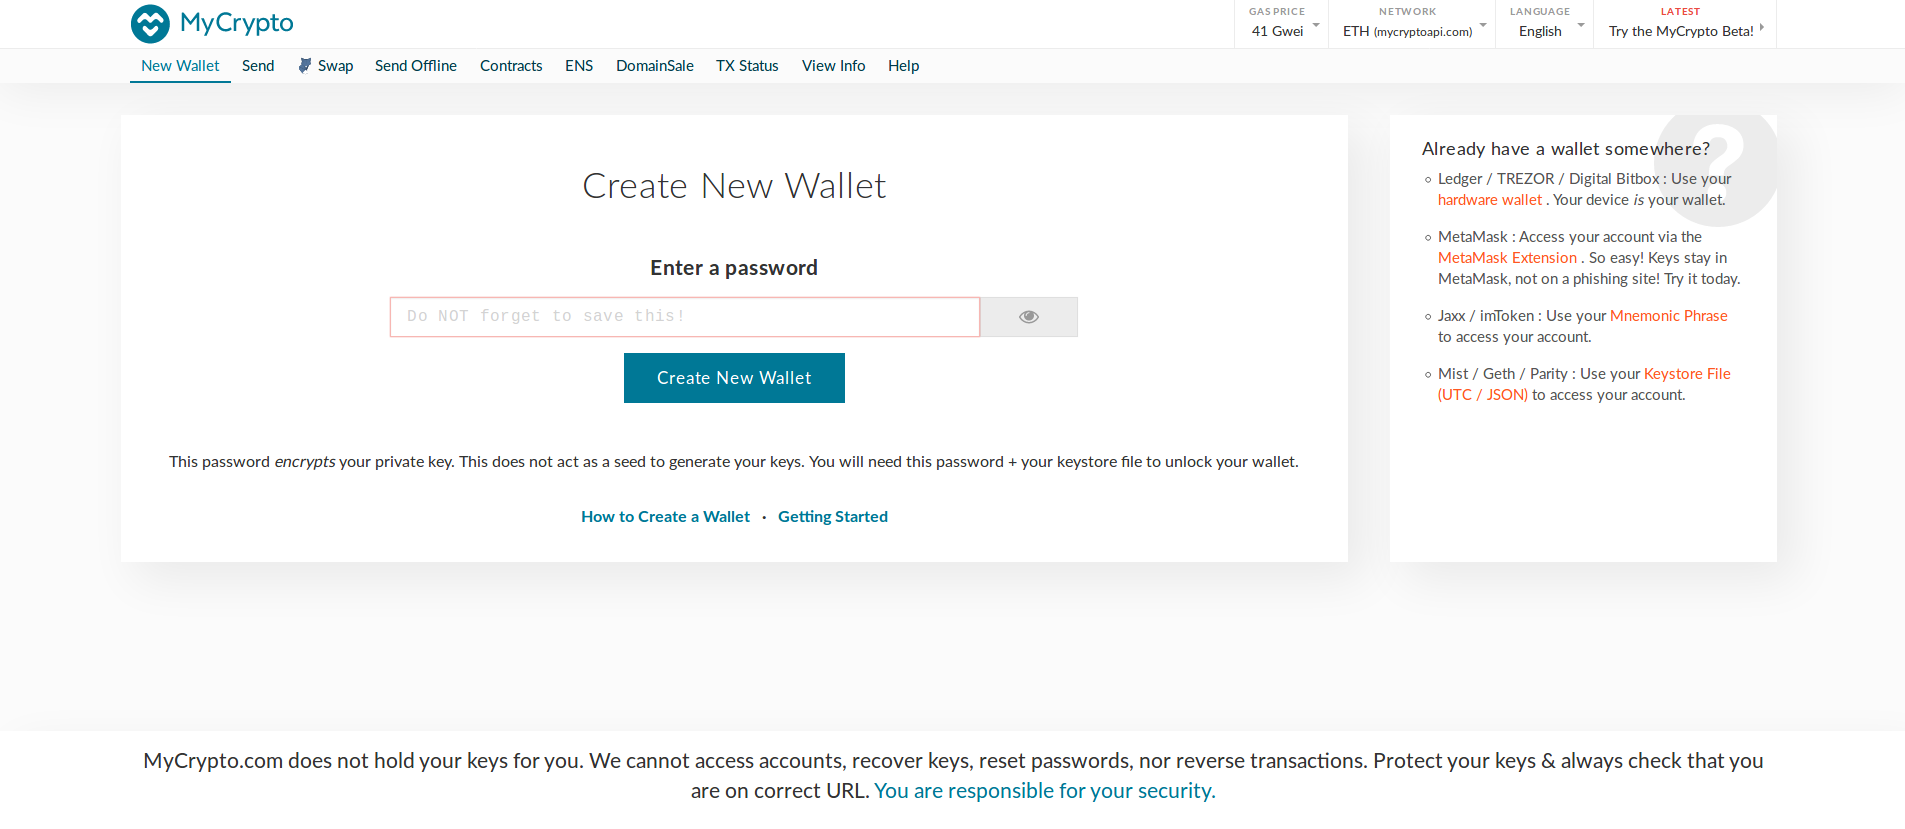 MyCrypto
GAS PRICE
41 Gwei
NETWORK
ETH (mycryptoapi.com)
LANGUAGE
English
LATEST
Try the MyCrypto Beta!
New Wallet
Send
Swap
Send Offline
Contracts
ENS
DomainSale
TX Status
View Info
Help
Create New Wallet
Enter a password
Do NOT forget to save this!
Create New Wallet
This password encrypts your private key. This does not act as a seed to generate your keys. You will need this password + your keystore file to unlock your wallet.
How to Create a Wallet · Getting Started
?
Already have a wallet somewhere?
Ledger / TREZOR / Digital Bitbox : Use your
hardware wallet . Your device is your wallet.
MetaMask : Access your account via the
MetaMask Extension . So easy! Keys stay in
MetaMask, not on a phishing site! Try it today.
Jaxx / imToken : Use your Mnemonic Phrase
to access your account.
Mist / Geth / Parity : Use your Keystore File
(UTC / JSON) to access your account.
MyCrypto.com does not hold your keys for you. We cannot access accounts, recover keys, reset passwords, nor reverse transactions. Protect your keys & always check that you
are on correct URL. You are responsible for your security.